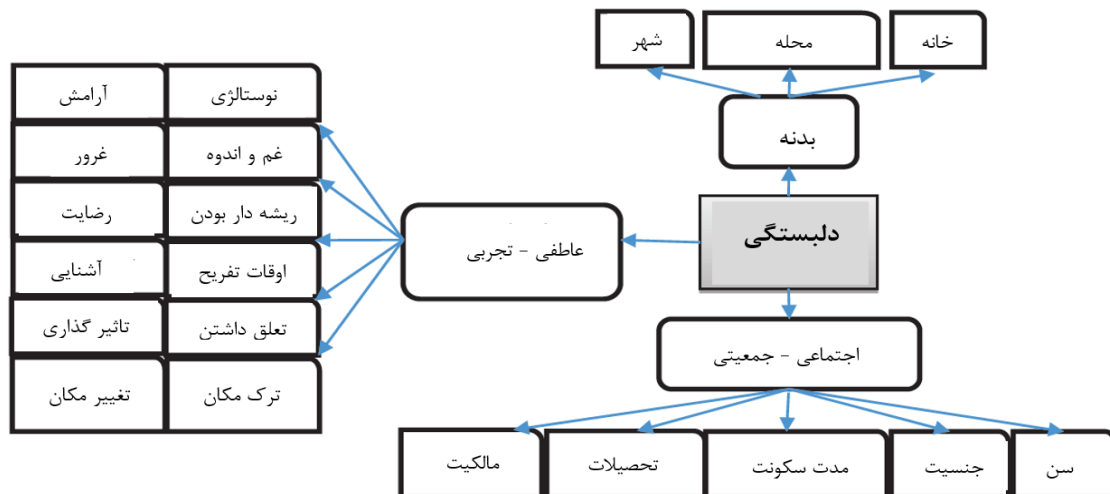 خانه
محله
شهر
بدنه
دلبستگی
عاطفی - تجربی
نوستالژی
آرامش
غم و اندوه
غرور
ریشه دار بودن
رضایت
اوقات تفریح
آشنایی
تعلق داشتن
تاثیر گذاری
ترک مکان
تغییر مکان
اجتماعی - جمعیتی
سن
جنسیت
مدت سکونت
تحصیلات
مالکیت